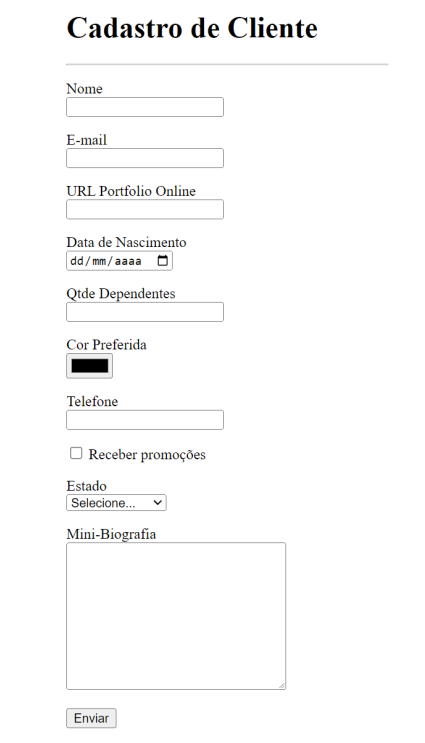 Cadastro de Cliente
Nome
E-mail
URL Portfolio Online
Data de Nascimento
dd/mm/aaaa
Qtde Dependentes
Cor Preferida
Telefone
Receber promoções
Estado
Selecione...
Mini-Biografia
Enviar